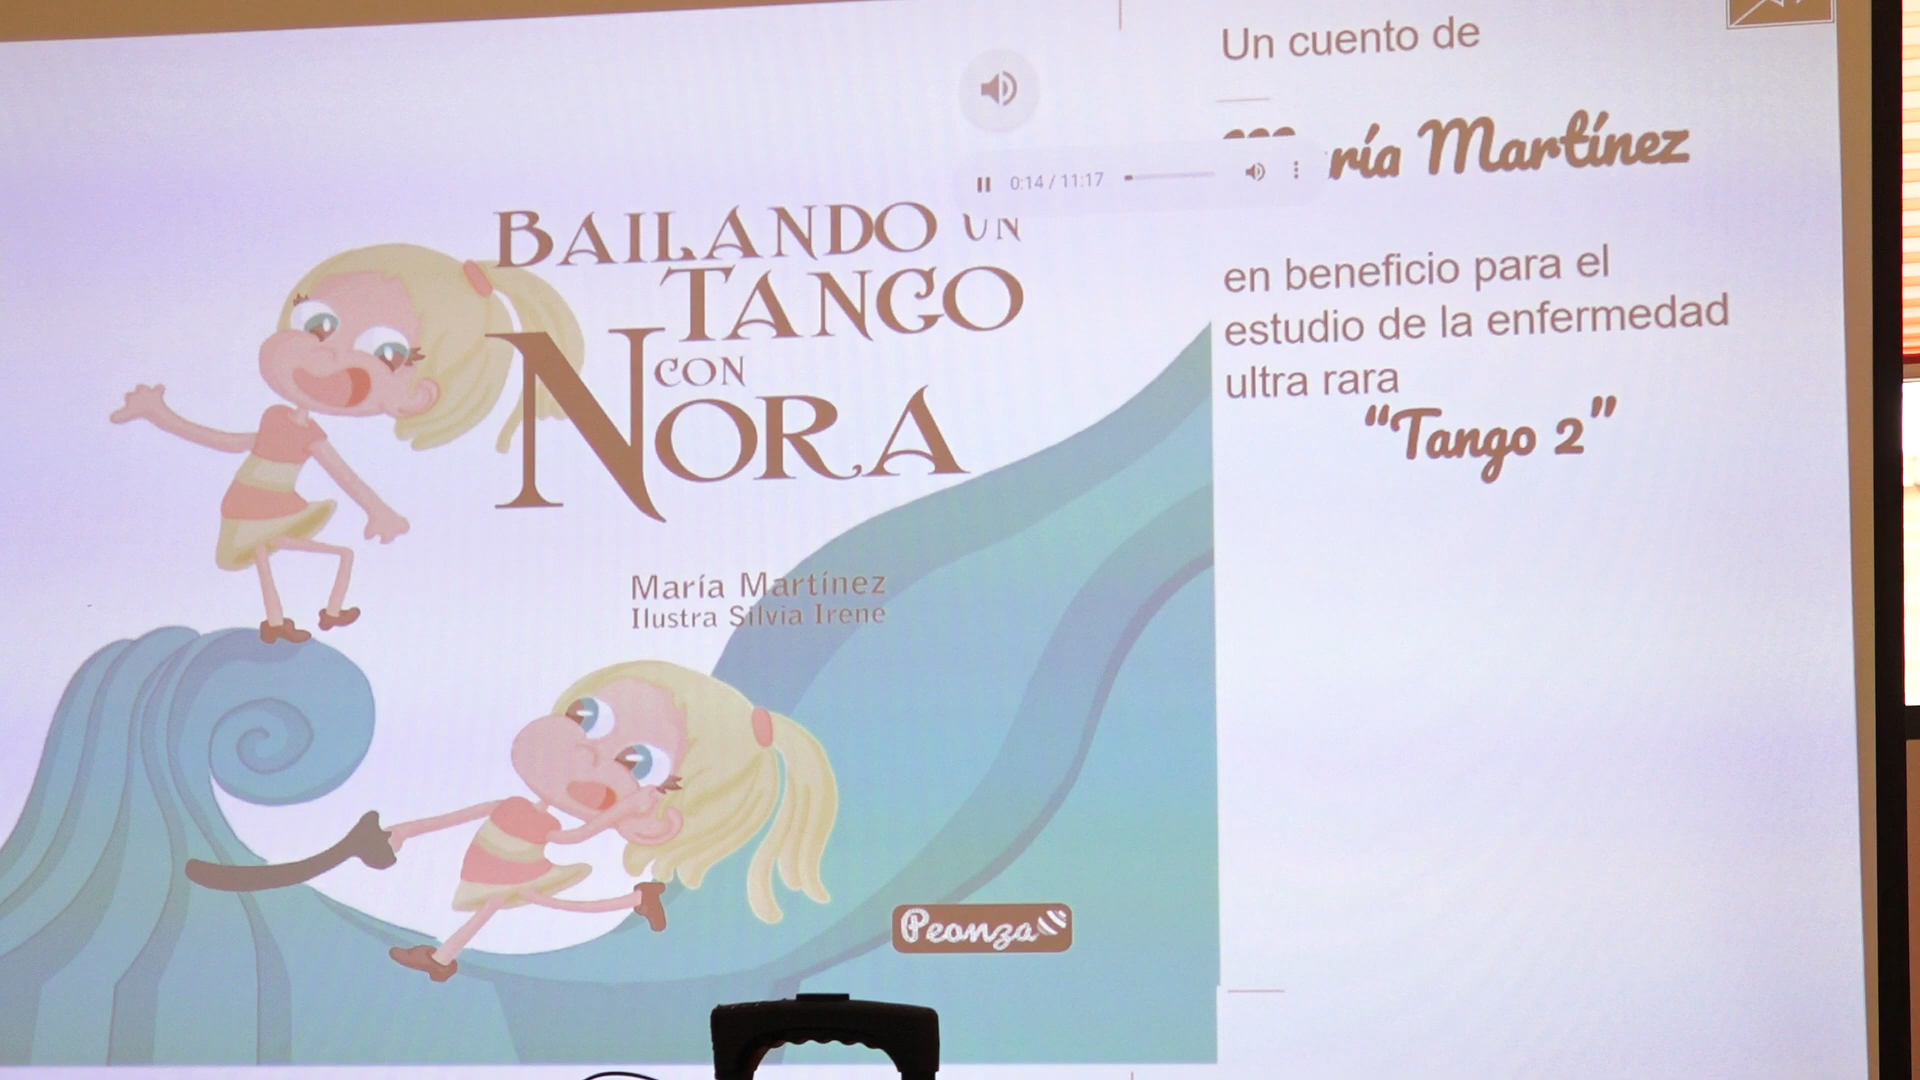 BAILANDO UN
TANGO
CON
NORA
María Martínez
Ilustra Silvia Irene
Peonza
0:14 / 11:17
Un cuento de
ría Martínez
en beneficio para el
estudio de la enfermedad
ultra rara
“Tango 2”